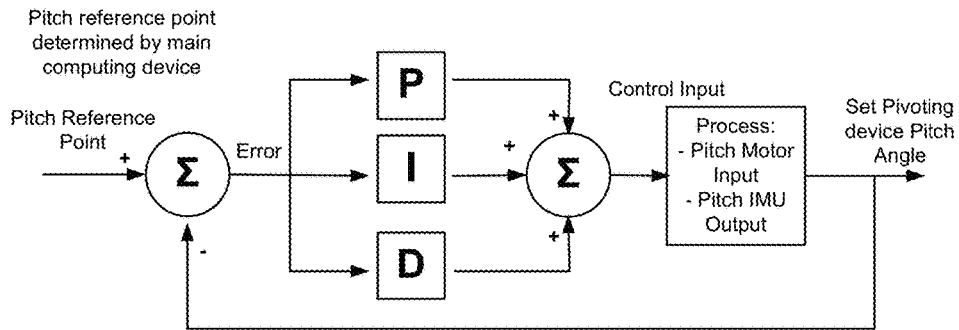 Pitch reference point
determined by main
computing device
Pitch Reference
Point
+
Σ
-
Error
P
I
D
+
+
+
Σ
Control Input
Process:
- Pitch Motor
Input
- Pitch IMU
Output
Set Pivoting
device Pitch
Angle